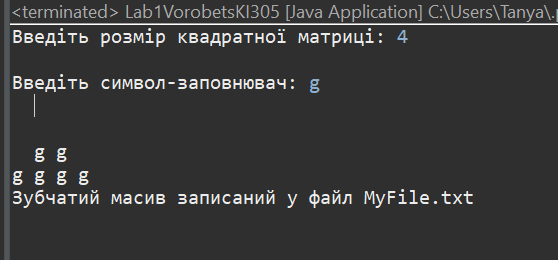 <terminated> Lab1VorobetsKI305 [Java Application] C:\Users\Tanya\.p
Введіть розмір квадратної матриці: 4
Введіть символ-заповнювач: g
g g
g g g g
Зубчатий масив записаний у файл MyFile.txt